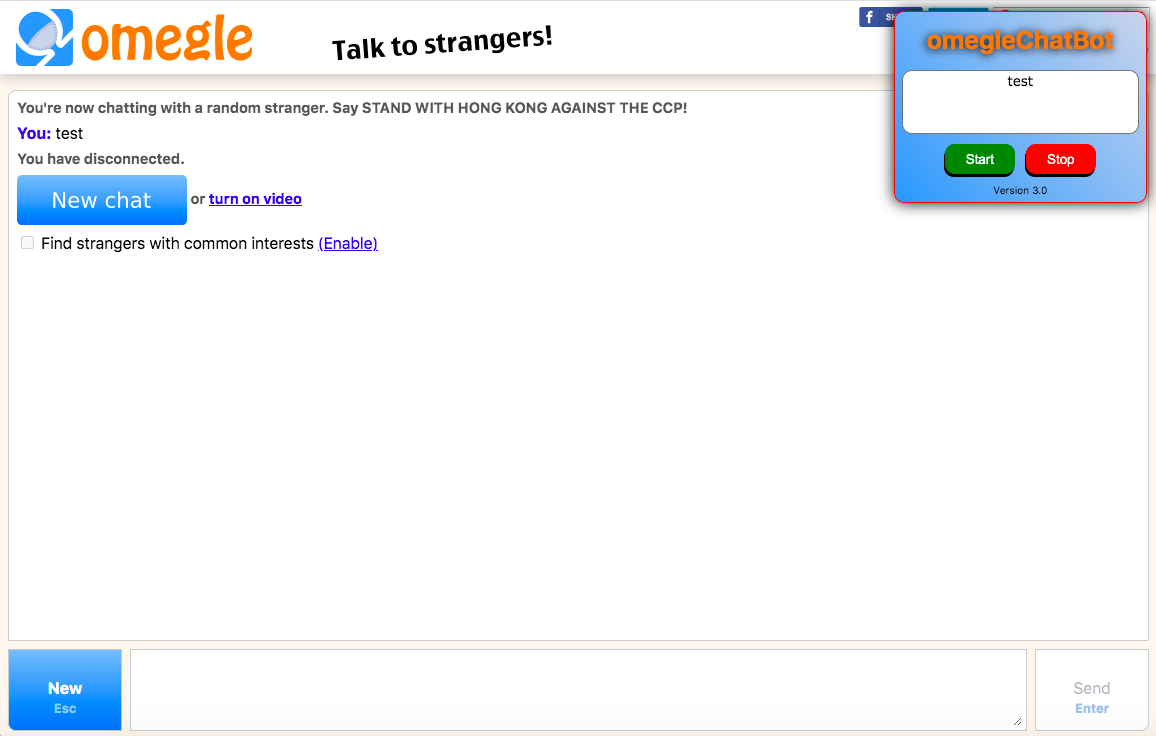 omegle
Talk to strangers!
omegleChatBot
test
Start Stop
Version 3.0
You're now chatting with a random stranger. Say STAND WITH HONG KONG AGAINST THE CCP!
You: test
You have disconnected.
New chat or turn on video
Find strangers with common interests (Enable)
New
Esc
Send
Enter